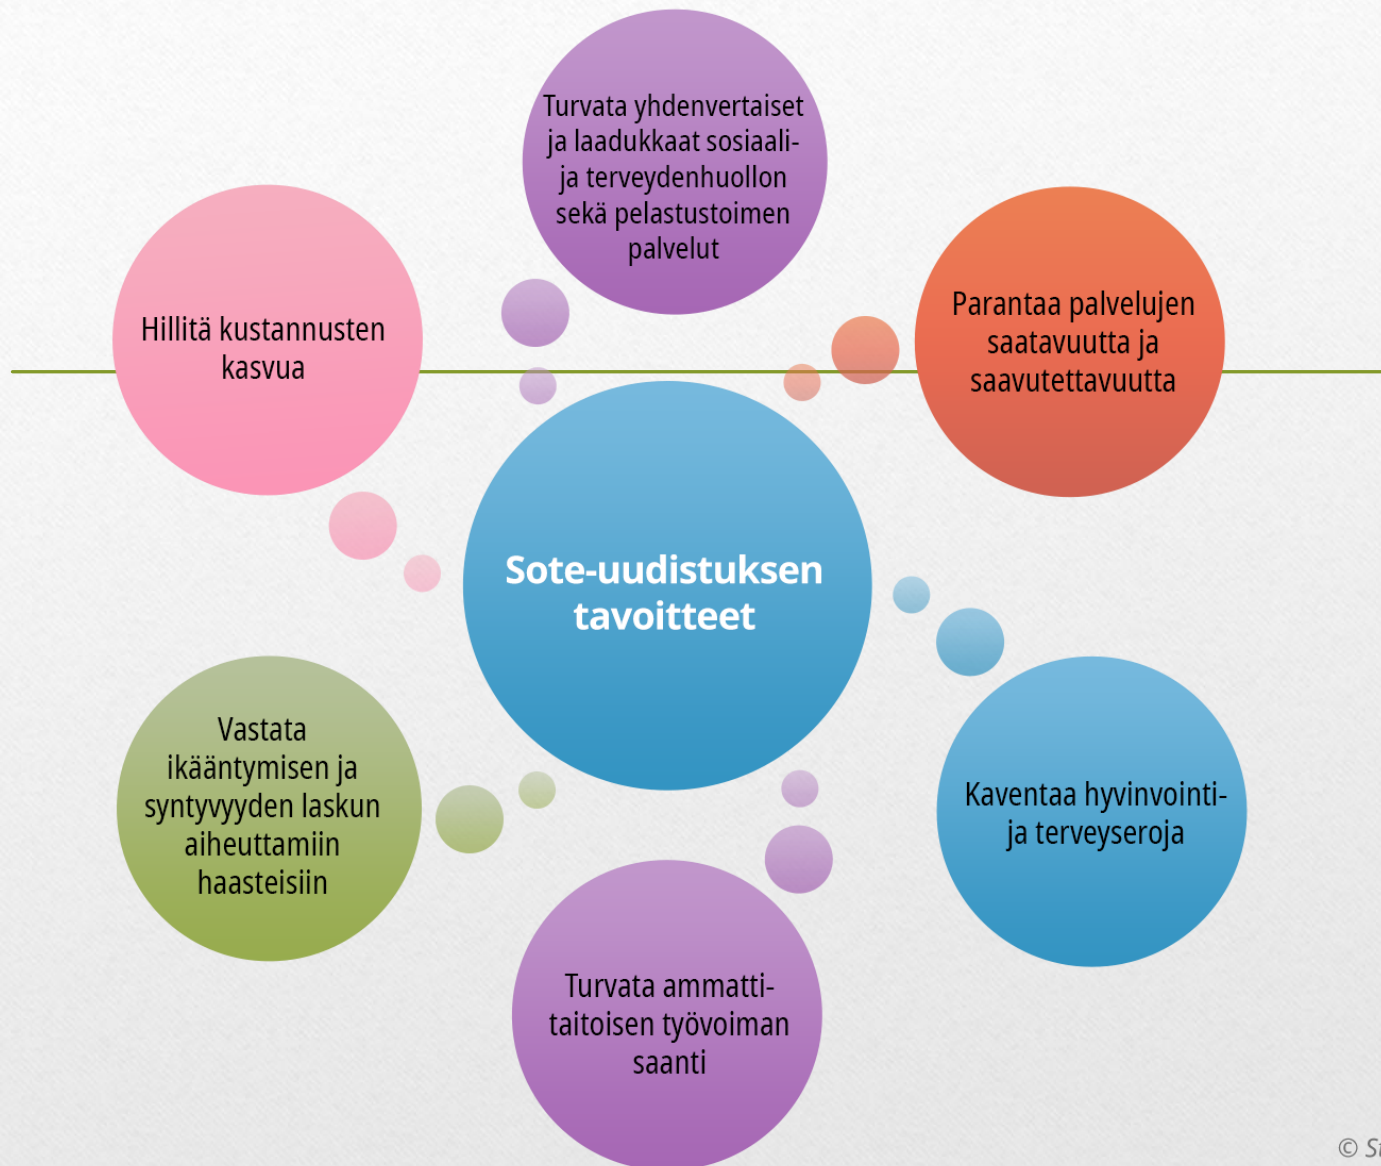 Turvata yhdenvertaiset
ja laadukkaat sosiaali-
ja terveydenhuollon
sekä pelastustoimen
palvelut
Hillitä kustannusten
kasvua
Parantaa palvelujen
saatavuutta ja
saavutettavuutta
Sote-uudistuksen
tavoitteet
Vastata
ikääntymisen ja
syntyvyyden laskun
aiheuttamiin
haasteisiin
Kaventaa hyvinvointi-
ja terveyseroja
Turvata ammatti-
taitoisen työvoiman
saanti
©